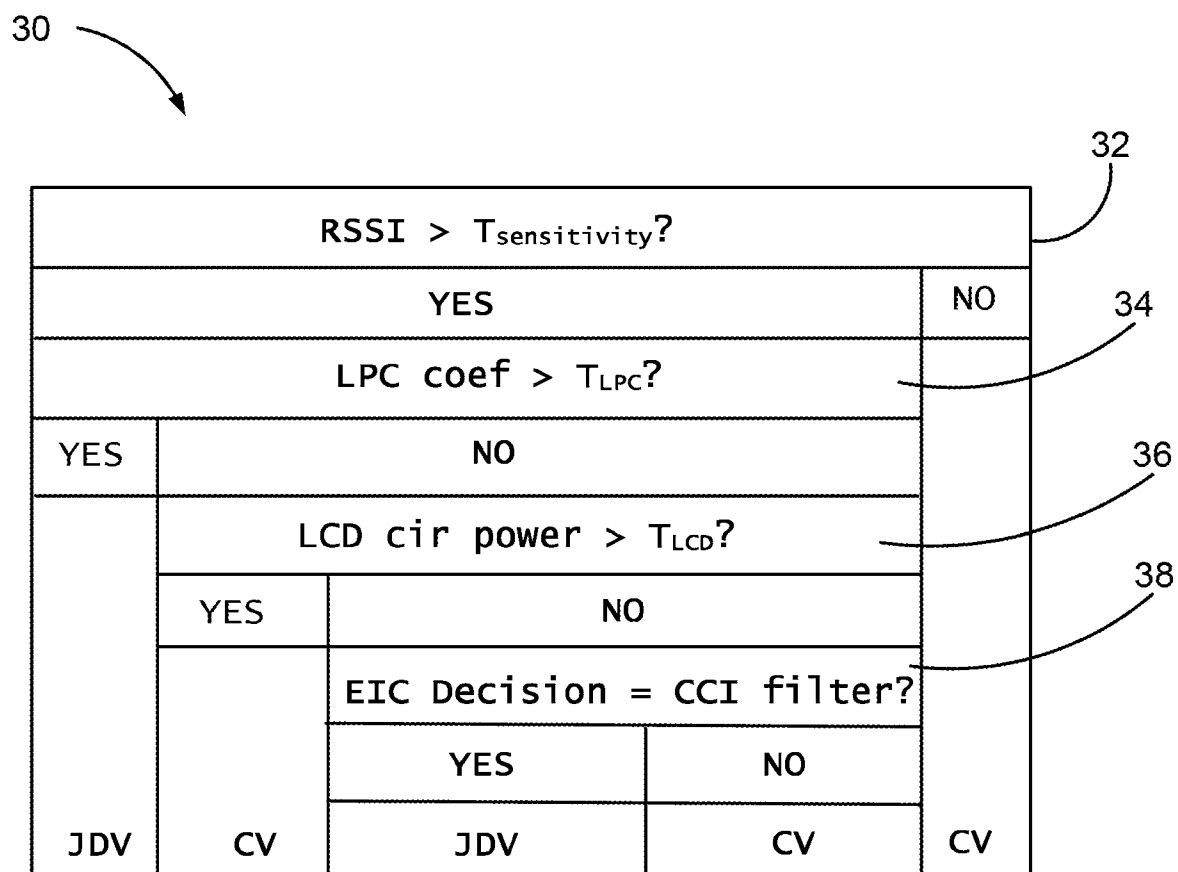 30
32
RSSI > Tsensitivity?
YES NO
34
LPC coef > TLPC?
YES NO
36
LCD cir power > TLCD?
38
YES NO
EIC Decision = CCI filter?
YES NO
JDV CV JDV CV CV